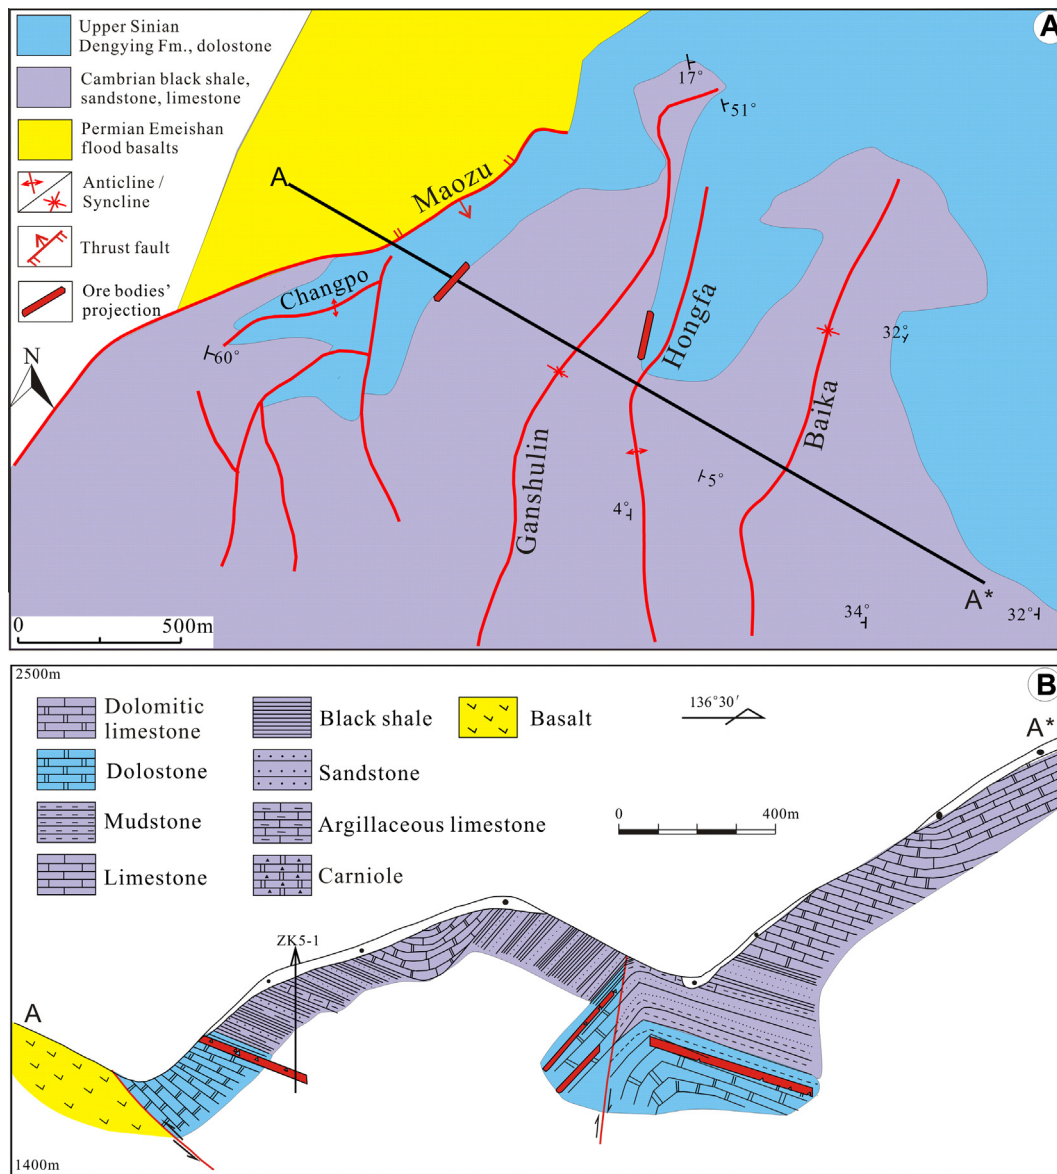 A
Upper Sinian
Dengying Fm., dolostone
Cambrian black shale,
sandstone, limestone
Permian Emeishan
flood basalts
Anticline /
Syncline
Thrust fault
Ore bodies'
projection
N
17°
51°
A
Maozu
Changpo
60°
Hongfa
32°
Baika
Ganshulin
5°
4°
A*
34°
32°
0
500m
2500m
B
Dolomitic
limestone
Black shale
Basalt
136°30′
A*
Dolostone
Sandstone
Mudstone
Argillaceous limestone
0
400m
Limestone
Carniole
ZK5-1
A
1400m